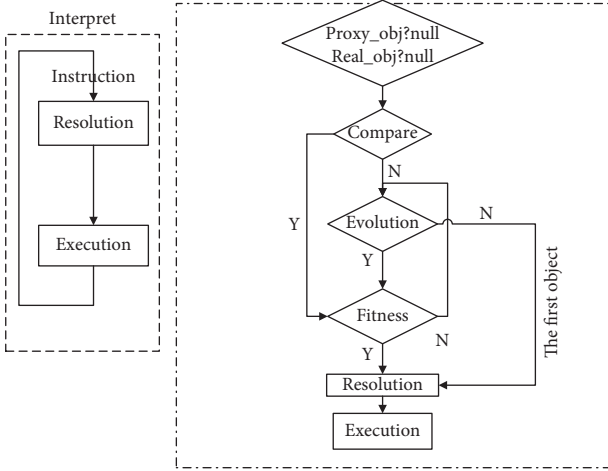 Interpret
Instruction
Resolution
Execution
Proxy_obj?null
Real_obj?null
Compare
N
Y
Evolution
N
Y
Fitness
N
Y
The first object
Resolution
Execution